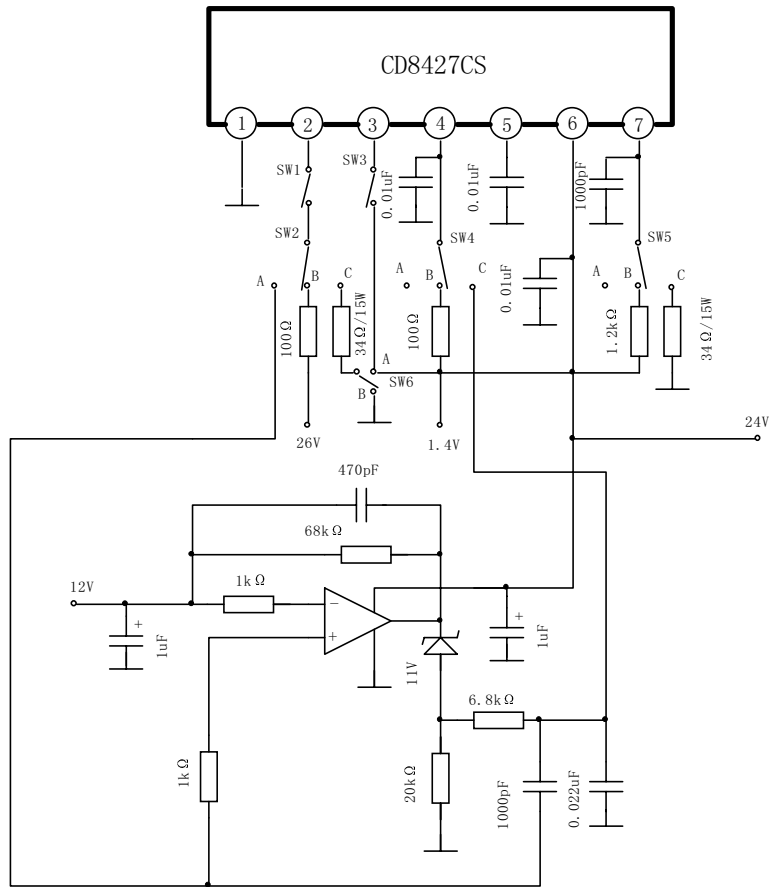 CD8427CS
1 2 3 4 5 6 7
SW1
SW3
0.01uF
0.01uF
1000pF
SW2
SW4
SW5
A
B
C
A
B
C
A
B
C
0.01uF
100Ω
34Ω/15W
100Ω
1.2kΩ
34Ω/15W
A
SW6
B
26V
1.4V
24V
470pF
68kΩ
12V
1kΩ
−
+
+
1uF
+
1uF
11V
6.8kΩ
1kΩ
20kΩ
1000pF
0.022uF